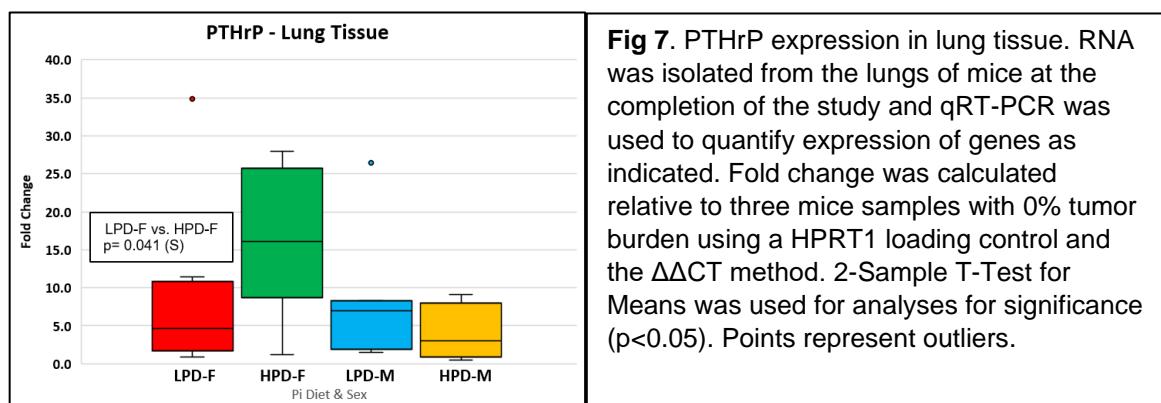 PTHrP - Lung Tissue
40.0
35.0
30.0
25.0
20.0
15.0
10.0
5.0
0.0
Fold Change
LPD-F vs. HPD-F
p= 0.041 (S)
LPD-F HPD-F LPD-M HPD-M
Pi Diet & Sex
Fig 7. PTHrP expression in lung tissue. RNA
was isolated from the lungs of mice at the
completion of the study and qRT-PCR was
used to quantify expression of genes as
indicated. Fold change was calculated
relative to three mice samples with 0% tumor
burden using a HPRT1 loading control and
the ΔΔCT method. 2-Sample T-Test for
Means was used for analyses for significance
(p<0.05). Points represent outliers.